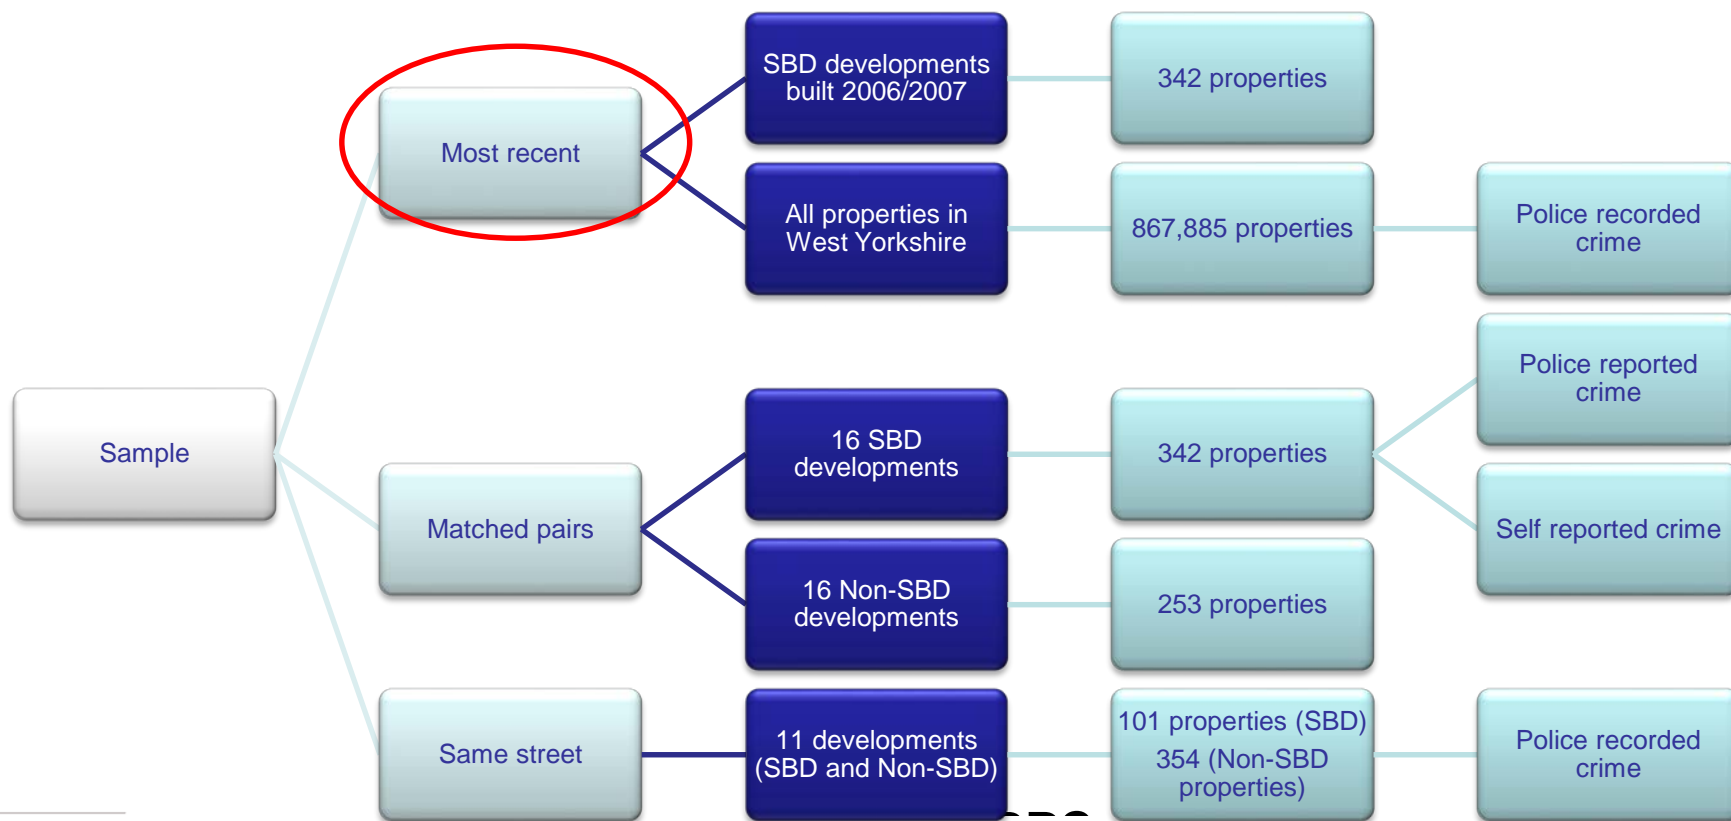 SBD developments
built 2006/2007
342 properties
Most recent
All properties in
West Yorkshire
867,885 properties
Police recorded
crime
Police reported
crime
Sample
16 SBD
developments
342 properties
Matched pairs
Self reported crime
16 Non-SBD
developments
253 properties
Same street
11 developments
(SBD and Non-SBD)
101 properties (SBD)
354 (Non-SBD
properties)
Police recorded
crime